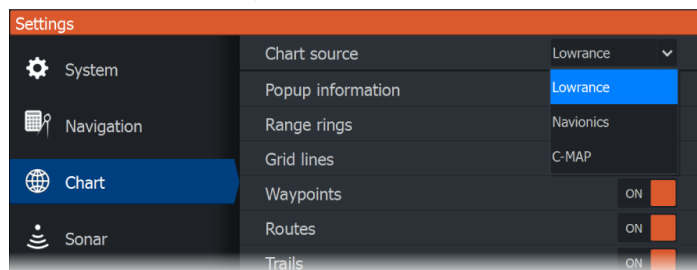 Settings
System
Navigation
Chart
Sonar
Chart source Lowrance
Popup information Lowrance
Range rings Navionics
Grid lines C-MAP
Waypoints ON
Routes ON
Trails ON